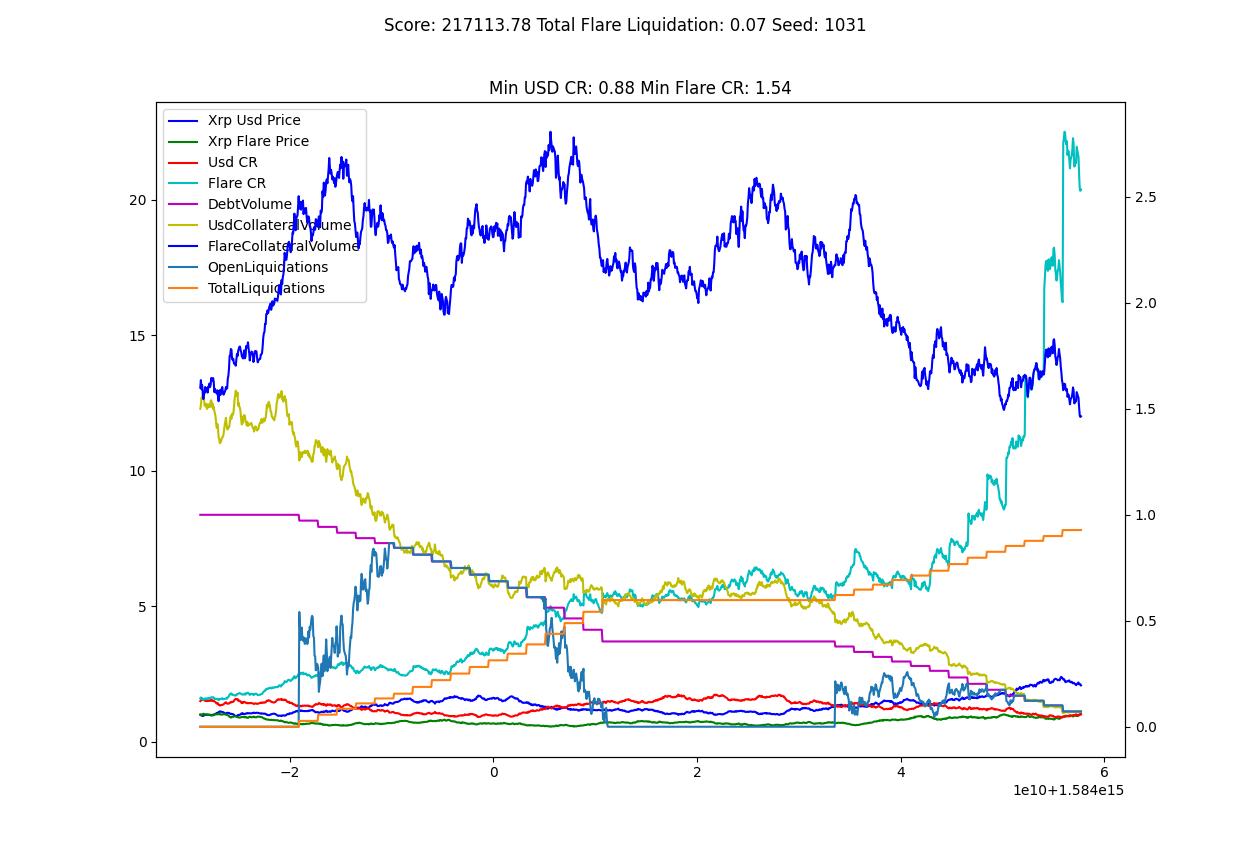 Score: 217113.78 Total Flare Liquidation: 0.07 Seed: 1031
Min USD CR: 0.88 Min Flare CR: 1.54
Xrp Usd Price
Xrp Flare Price
Usd CR
Flare CR
DebtVolume
UsdCollateralVolume
FlareCollateralVolume
OpenLiquidations
TotalLiquidations
20
15
10
5
0
2.5
2.0
1.5
1.0
0.5
0.0
−2
0
2
4
6
1e10+1.584e15